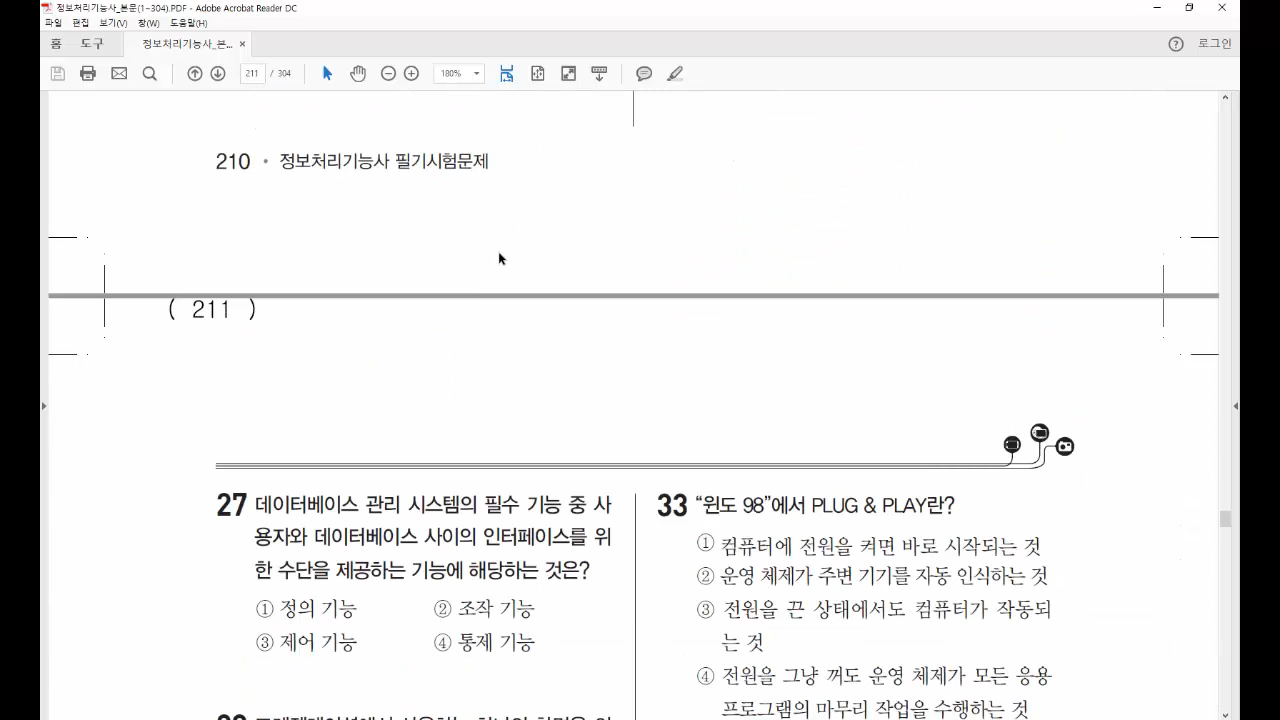 정보처리기능사_본문(1-304).PDF - Adobe Acrobat Reader DC
파일 편집 보기(V) 창(W) 도움말(H)
홈 도구 정보처리기능사_본... × 로그인
211 / 304 180%
210 • 정보처리기능사 필기시험문제
( 211 )
27 데이터베이스 관리 시스템의 필수 기능 중 사
용자와 데이터베이스 사이의 인터페이스를 위
한 수단을 제공하는 기능에 해당하는 것은?
① 정의 기능 ② 조작 기능
③ 제어 기능 ④ 통제 기능
33 “윈도 98”에서 PLUG & PLAY란?
① 컴퓨터에 전원을 켜면 바로 시작되는 것
② 운영 체제가 주변 기기를 자동 인식하는 것
③ 전원을 끈 상태에서도 컴퓨터가 작동되
는 것
④ 전원을 그냥 꺼도 운영 체제가 모든 응용
프로그램의 마무리 작업을 수행하는 것